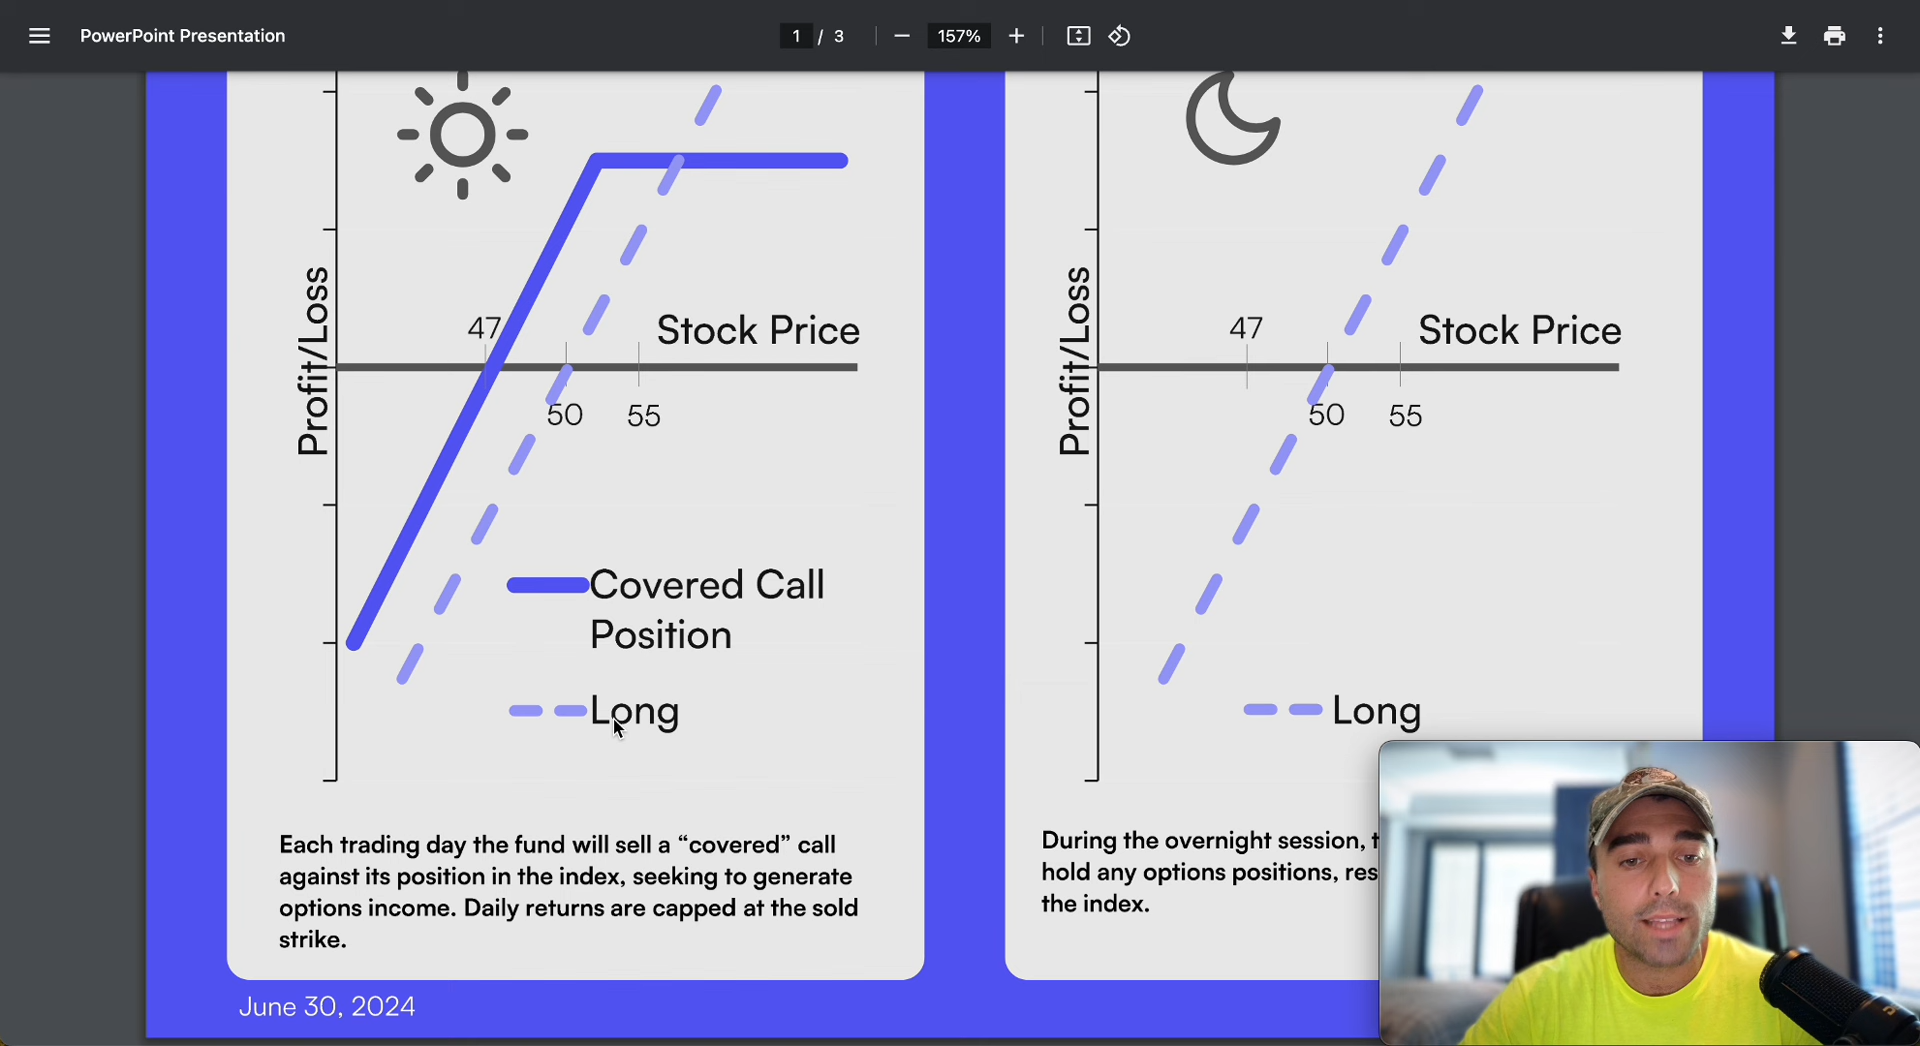 PowerPoint Presentation
1 / 3
157%
Profit/Loss
47
Stock Price
50
55
Covered Call
Position
Long
Each trading day the fund will sell a “covered” call
against its position in the index, seeking to generate
options income. Daily returns are capped at the sold
strike.
Profit/Loss
47
Stock Price
50
55
Long
During the overnight session,
hold any options positions,
the index.
June 30, 2024